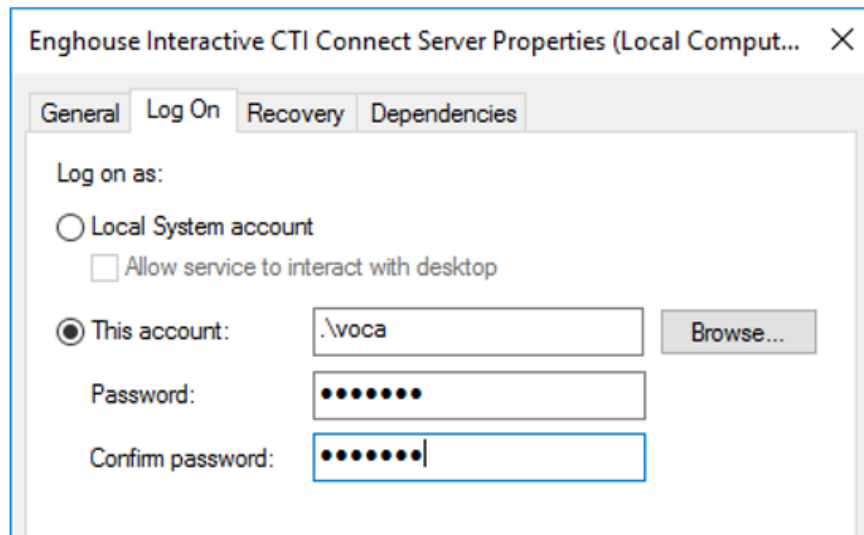 Enghouse Interactive CTI Connect Server Properties (Local Comput...
General Log On Recovery Dependencies
Log on as:
Local System account
Allow service to interact with desktop
This account: .\voca Browse...
Password: •••••••
Confirm password: •••••••